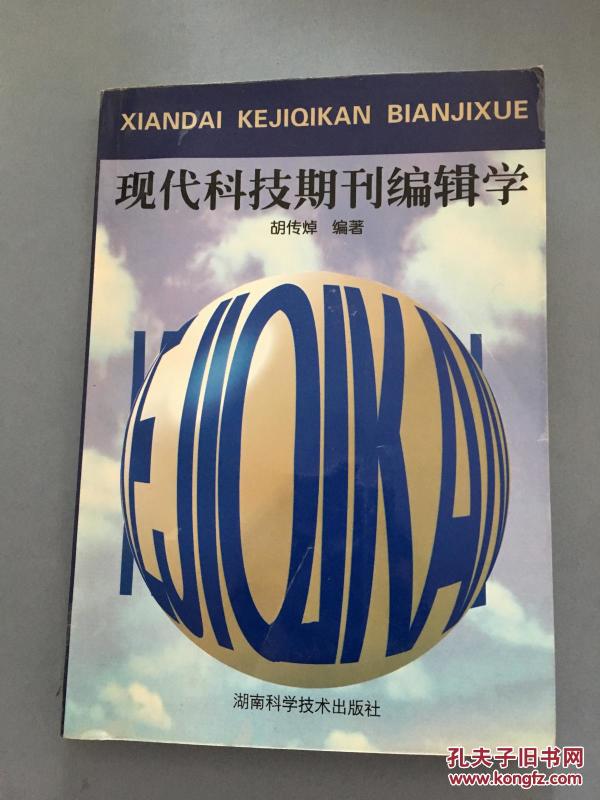 XIANDAI KEJIQIKAN BIANJIXUE
现代科技期刊编辑学
胡传焯 编著
KEJIQIKAN
湖南科学技术出版社
孔夫子旧书网
www.kongfz.com